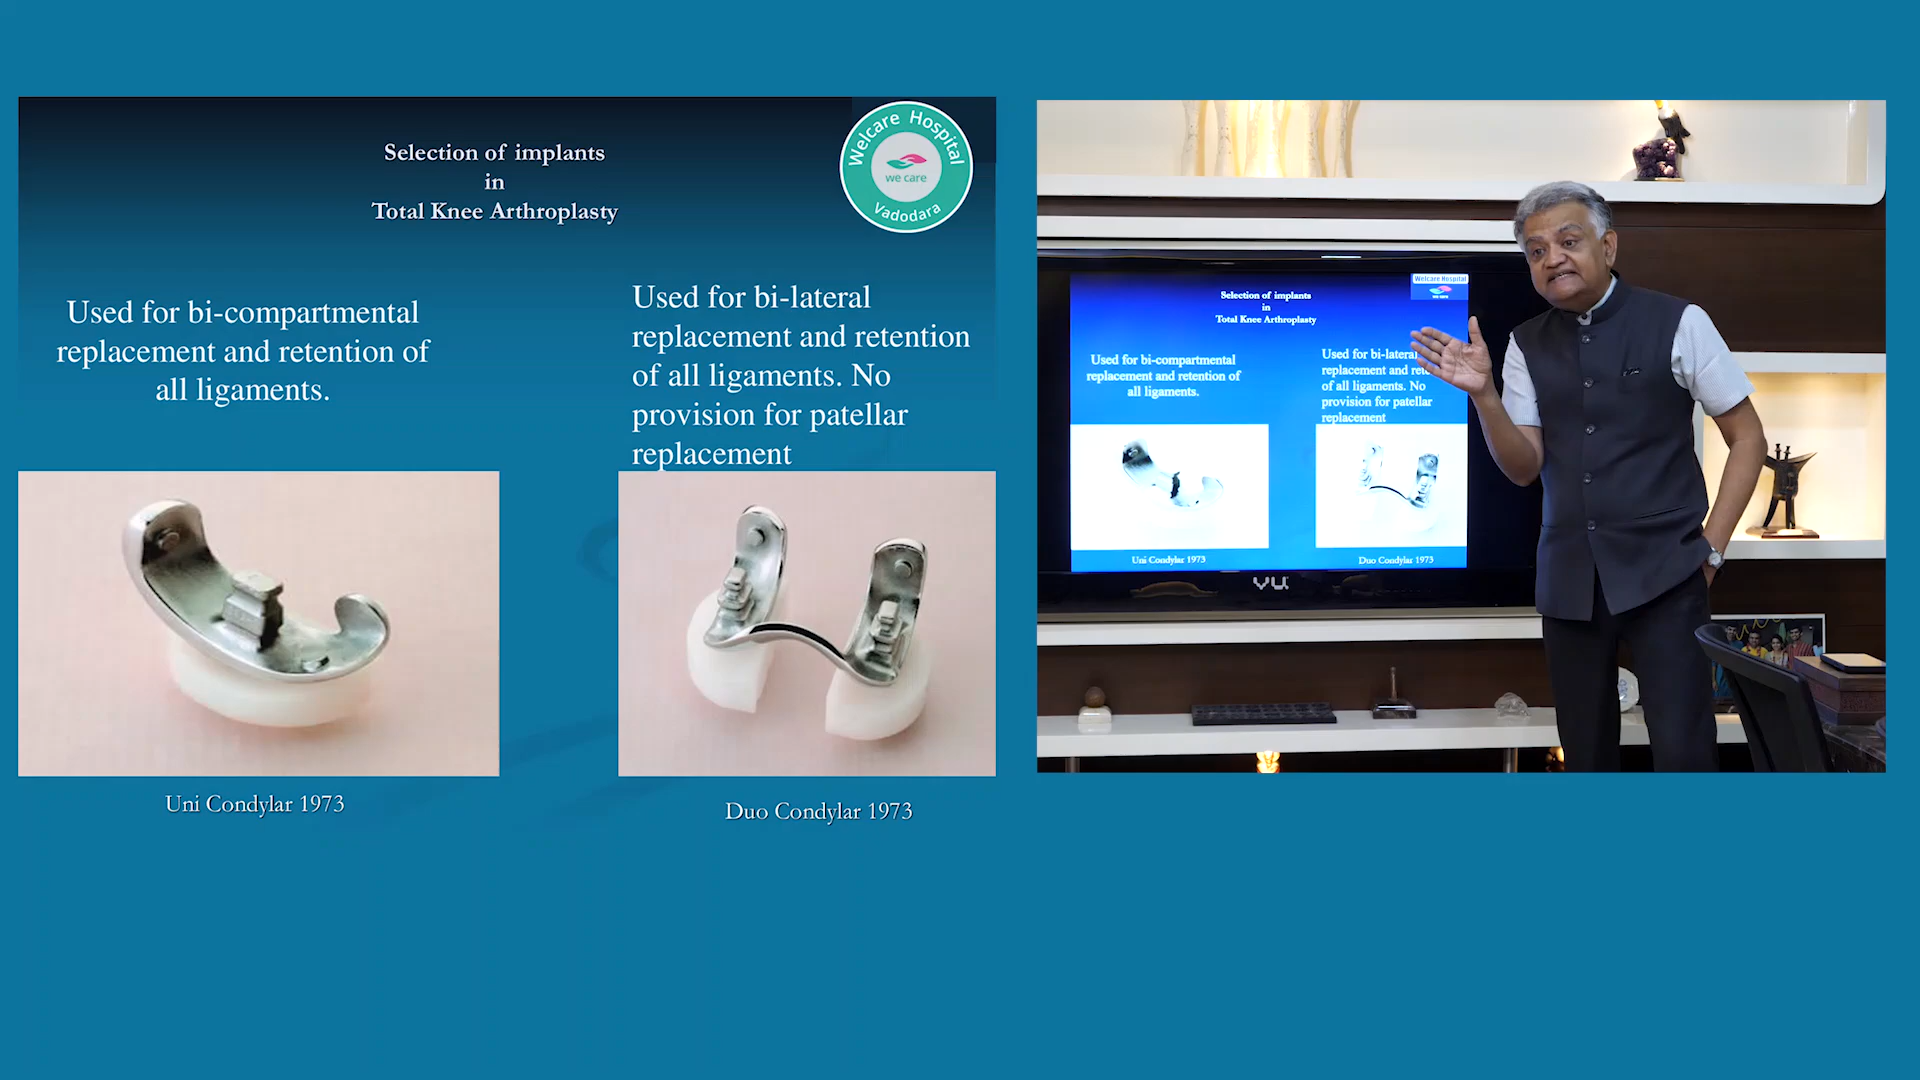 Selection of implants
in
Total Knee Arthroplasty
Welcare Hospital
we care
Vadodara
Used for bi-compartmental
replacement and retention of
all ligaments.
Used for bi-lateral
replacement and retention
of all ligaments. No
provision for patellar
replacement
Uni Condylar 1973
Duo Condylar 1973
Welcare Hospital
Selection of implants
in
Total Knee Arthroplasty
Used for bi-compartmental
replacement and retention of
all ligaments.
Used for bi-lateral
replacement and
of all ligaments. No
provision for patellar
replacement
Uni Condylar 1973
Duo Condylar 1973
VU